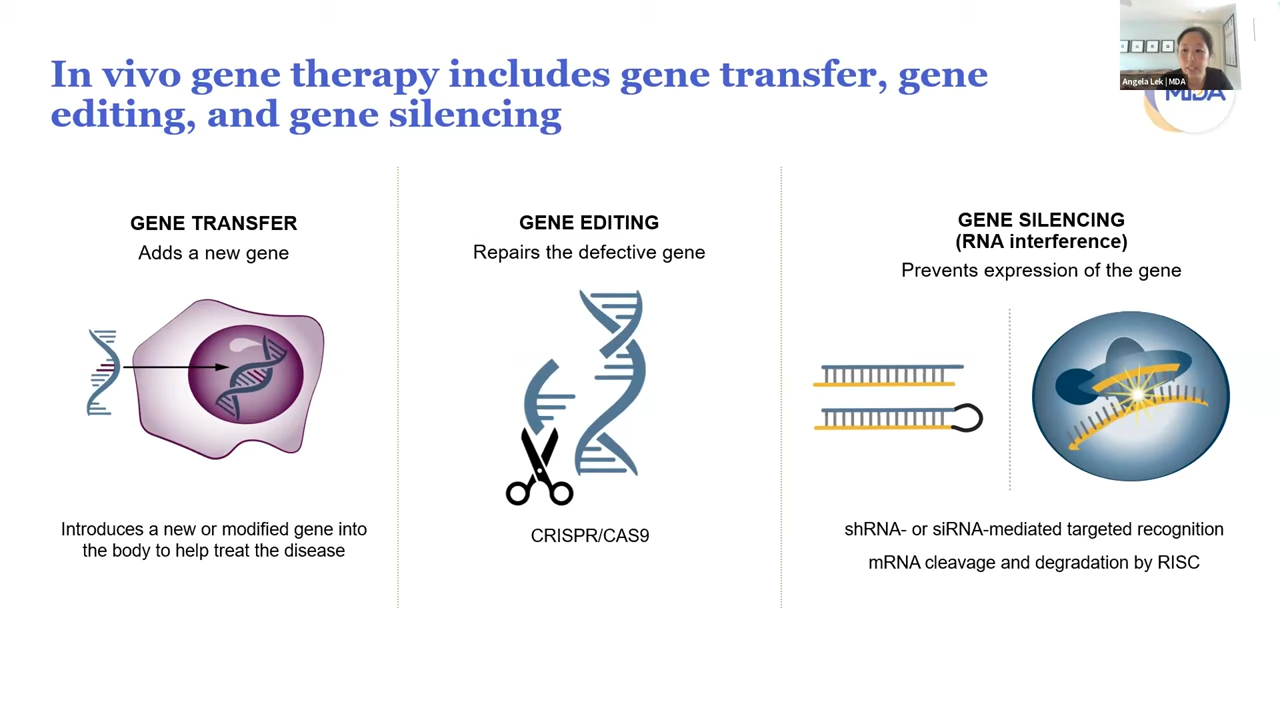 In vivo gene therapy includes gene transfer, gene
editing, and gene silencing
Angela Lek | MDA
MDA
GENE TRANSFER
Adds a new gene
Introduces a new or modified gene into
the body to help treat the disease
GENE EDITING
Repairs the defective gene
CRISPR/CAS9
GENE SILENCING
(RNA interference)
Prevents expression of the gene
shRNA- or siRNA-mediated targeted recognition
mRNA cleavage and degradation by RISC